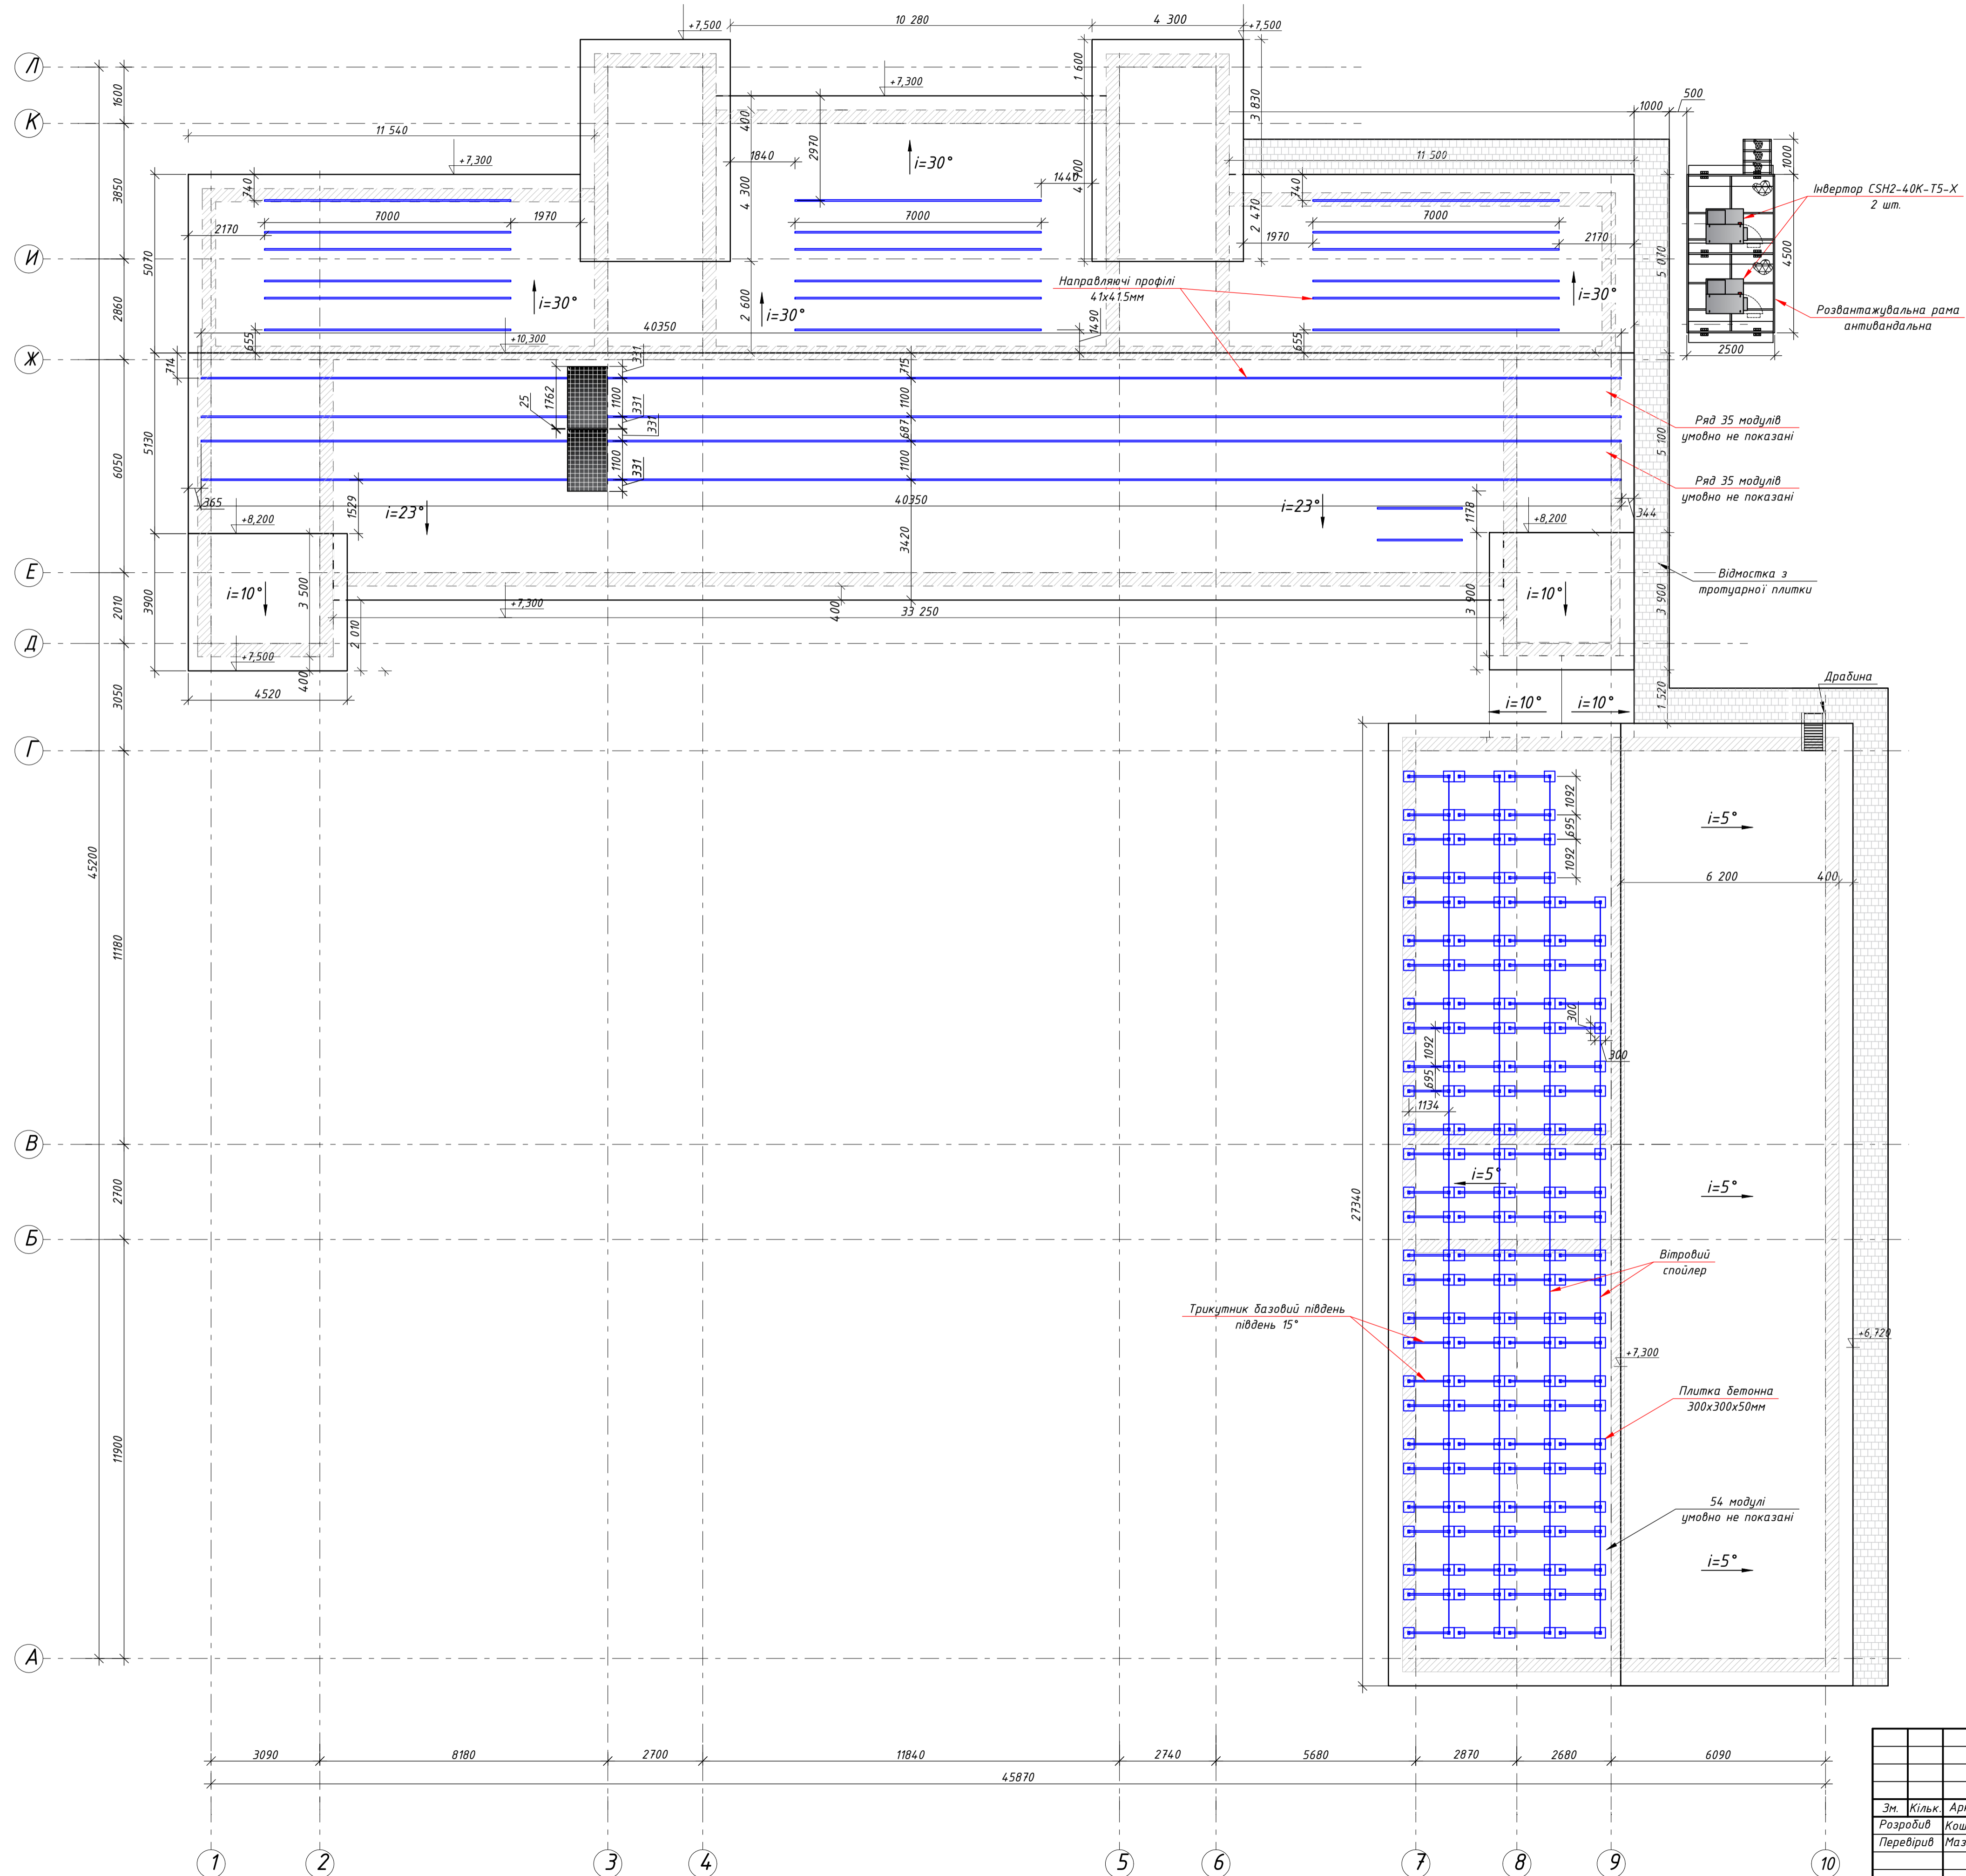 +7,500
10 280
4 300
+7,500
Л
1600
1 600
+7,300
3 830
К
11 540
400
1000
500
+7,300
1840
2970
i=30°
11 500
1000
3850
740
4 300
1440
4 700
740
2 470
Інвертор CSH2-40K-T5-X
2 шт.
7000
1970
7000
7000
2170
1970
2170
4500
И
5070
5 070
Направляючі профілі
41x41.5мм
i=30°
i=30°
i=30°
2860
2 600
Розвантажувальна рама
антивандальна
40350
1490
655
+10,300
655
2500
Ж
714
331
715
1762
1100
1100
25
331
331
687
Ряд 35 модулів
умовно не показані
5130
5 100
6050
1100
331
1100
Ряд 35 модулів
умовно не показані
365
1529
40350
i=23°
i=23°
1178
344
+8,200
+8,200
3420
Е
i=10°
3 500
3900
+7,300
33 250
400
3 900
i=10°
3 900
Відмостка з
тротуарної плитки
2010
2 010
Д
+7,500
400
4520
3050
1 520
Драбина
i=10°
i=10°
Г
1092
695
1092
i=5°
45200
6 200
400
11180
300
300
1092
695
1134
В
i=5°
i=5°
2700
27340
Б
Вітровий
спойлер
Трикутник базовий південь
південь 15°
+6,720
+7,300
Плитка бетонна
300х300х50мм
11900
54 модулі
умовно не показані
i=5°
А
3090
8180
2700
11840
2740
5680
2870
2680
6090
45870
Зм. Кільк.
Розробив
Перевірив
1 2 3 4 5 6 7 8 9 10